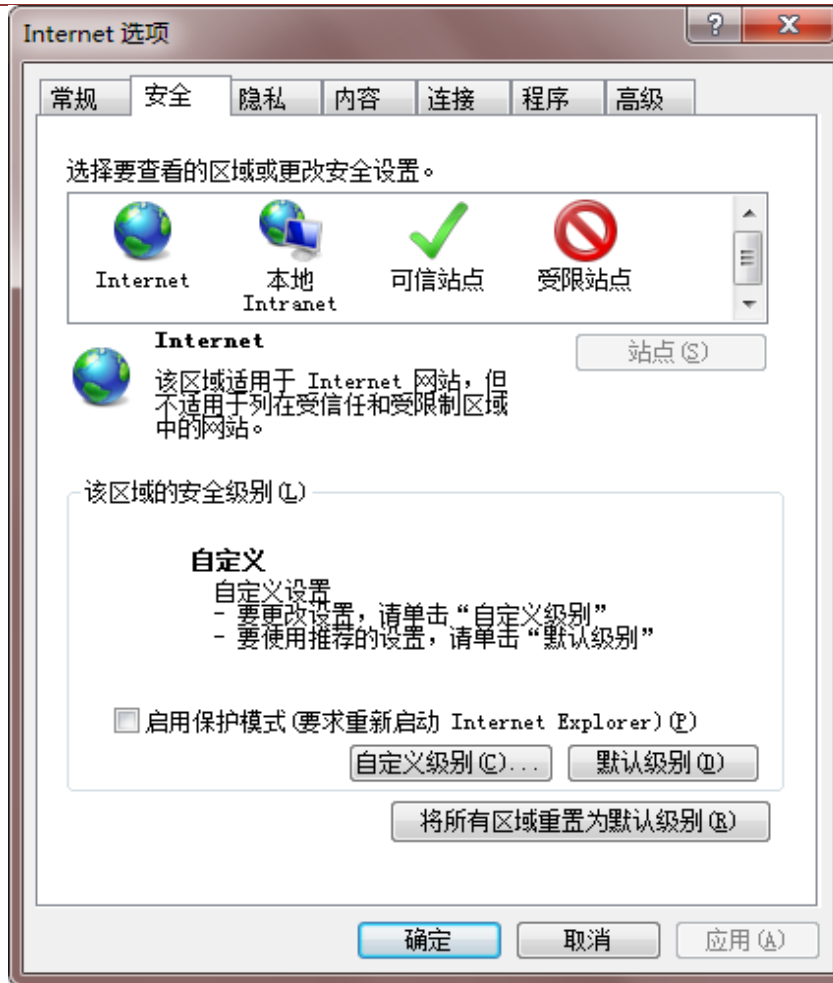 Internet 选项
常规 安全 隐私 内容 连接 程序 高级
选择要查看的区域或更改安全设置。
Internet 本地 可信站点 受限站点
Intranet
Internet
站点(S)
该区域适用于 Internet 网站，但
不适用于列在受信任和受限制区域
中的网站。
该区域的安全级别(L)
自定义
自定义设置
- 要更改设置，请单击“自定义级别”
- 要使用推荐的设置，请单击“默认级别”
启用保护模式(要求重新启动 Internet Explorer)(P)
自定义级别(C)... 默认级别(D)
将所有区域重置为默认级别(R)
确定 取消 应用(A)